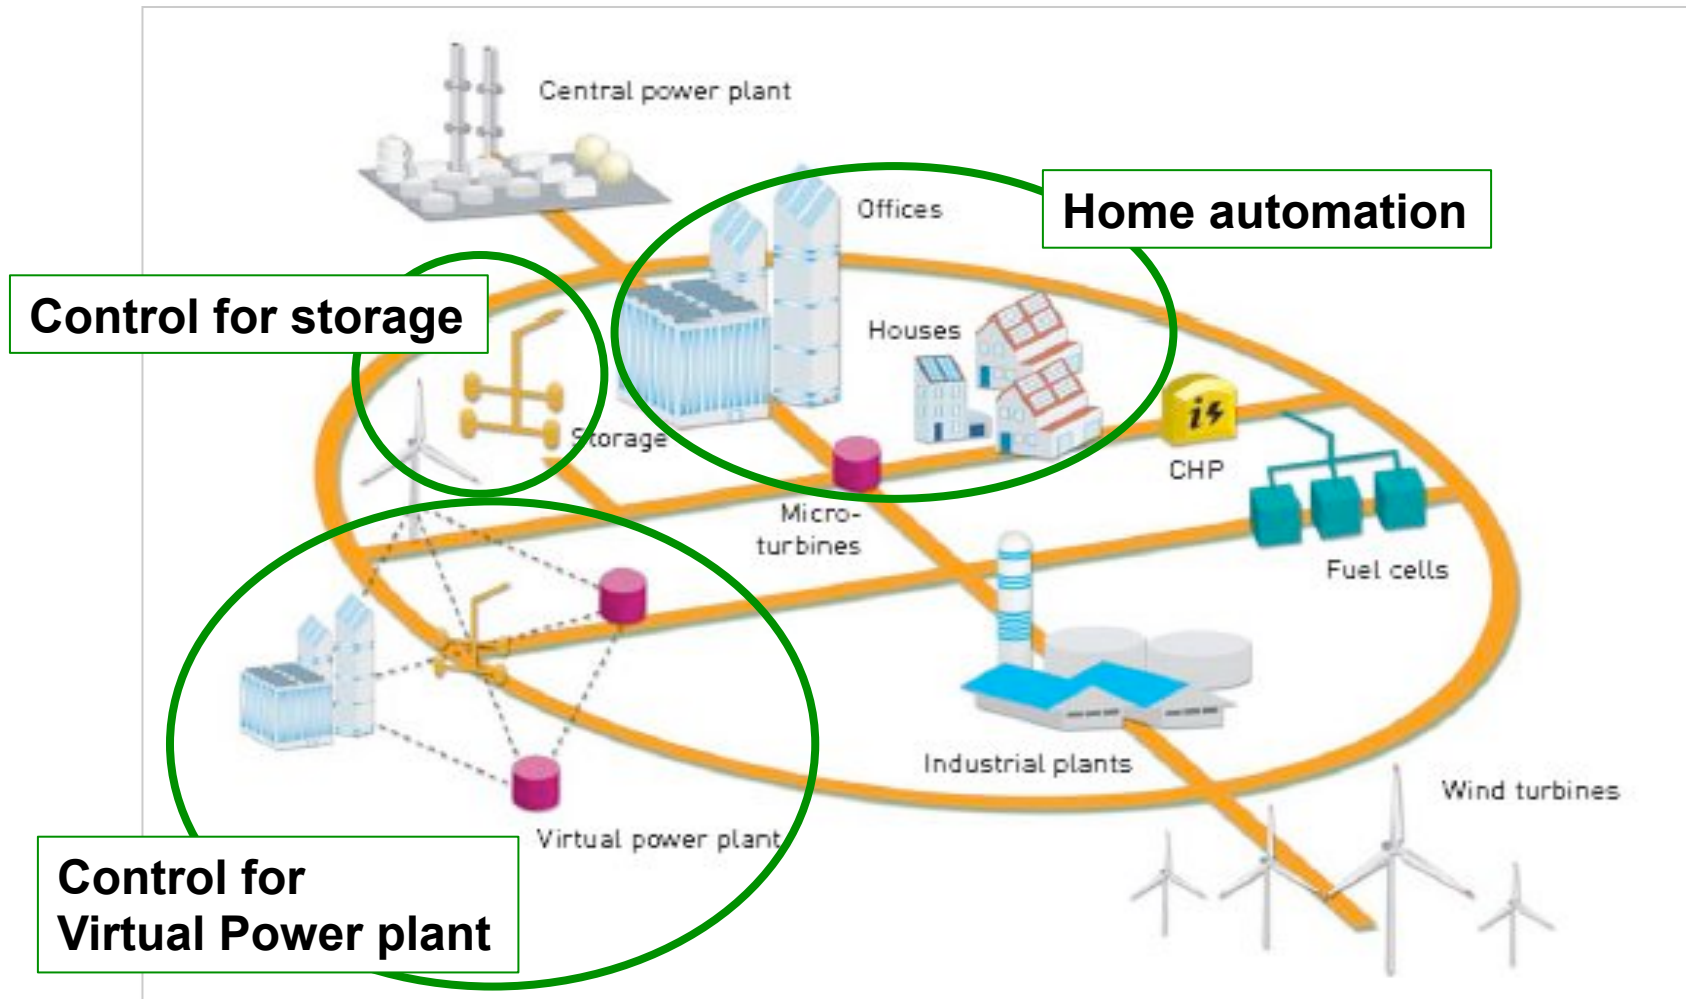 Central power plant
Offices
Home automation
Control for storage
Houses
Storage
CHP
Micro-
turbines
Fuel cells
Industrial plants
Wind turbines
Virtual power plant
Control for
Virtual Power plant